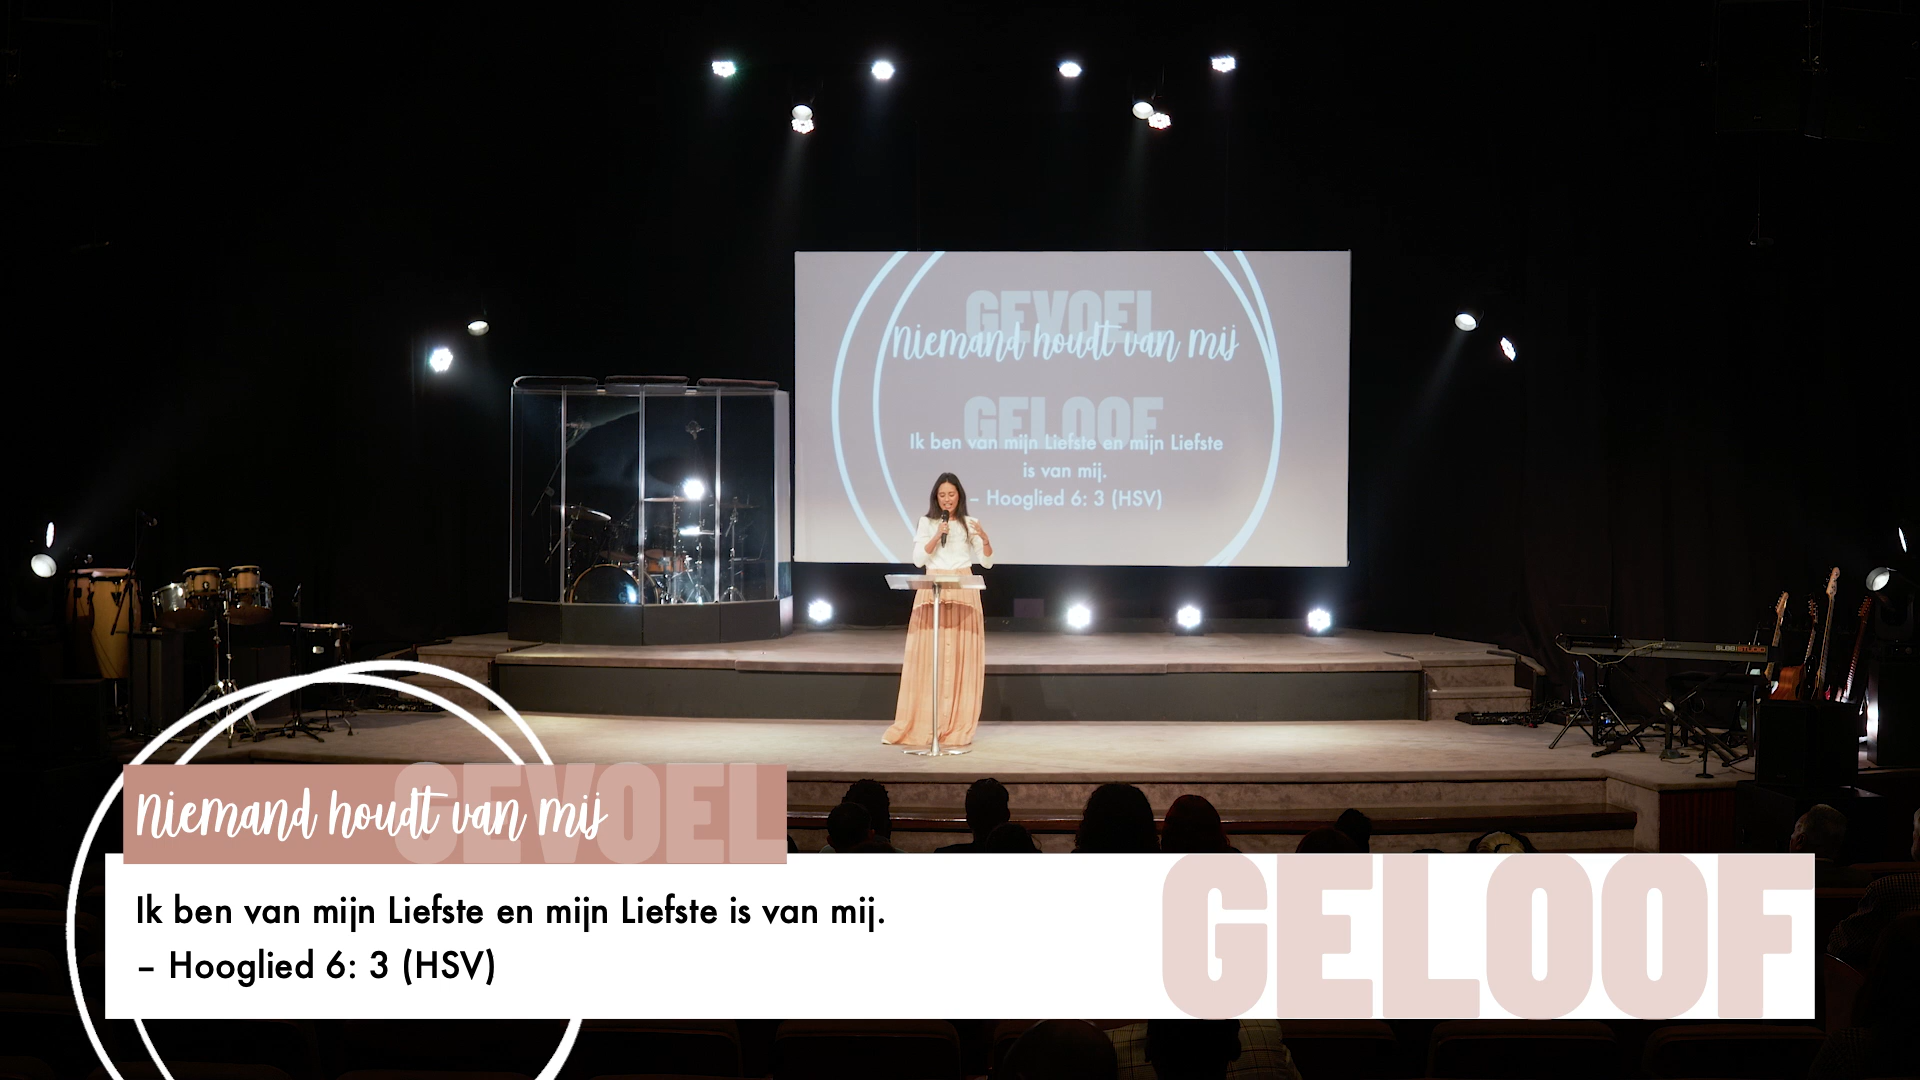 GEVOEL
Niemand houdt van mij
GELOOF
Ik ben van mijn Liefste en mijn Liefste
is van mij.
– Hooglied 6: 3 (HSV)
SL88 STUDIO
GEVOEL
Niemand houdt van mij
GELOOF
Ik ben van mijn Liefste en mijn Liefste is van mij.
– Hooglied 6: 3 (HSV)